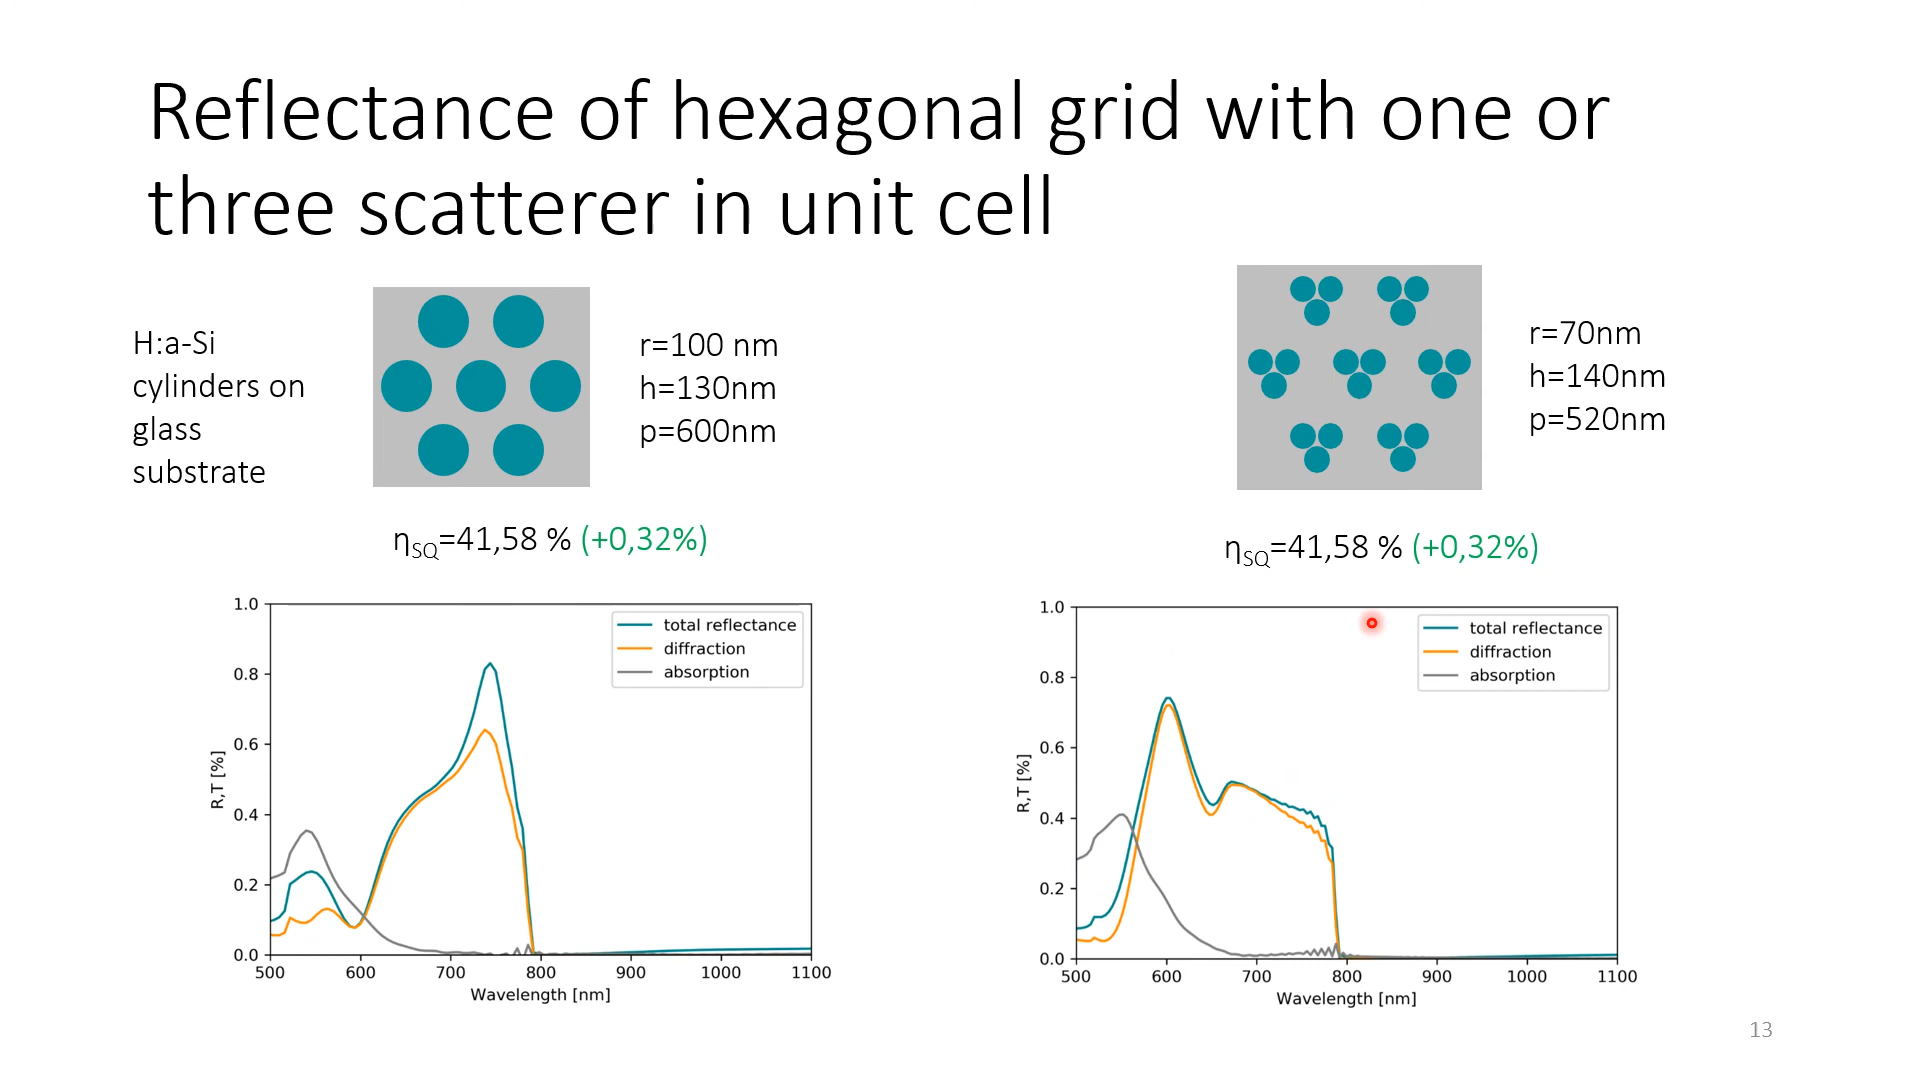 Reflectance of hexagonal grid with one or
three scatterer in unit cell
H:a-Si
cylinders on
glass
substrate
r=100 nm
h=130nm
p=600nm
r=70nm
h=140nm
p=520nm
ηSQ=41,58 % (+0,32%)
ηSQ=41,58 % (+0,32%)
total reflectance
diffraction
absorption
R,T [%]
1.0
0.8
0.6
0.4
0.2
0.0
500 600 700 800 900 1000 1100
Wavelength [nm]
total reflectance
diffraction
absorption
R,T [%]
1.0
0.8
0.6
0.4
0.2
0.0
500 600 700 800 900 1000 1100
Wavelength [nm]
13